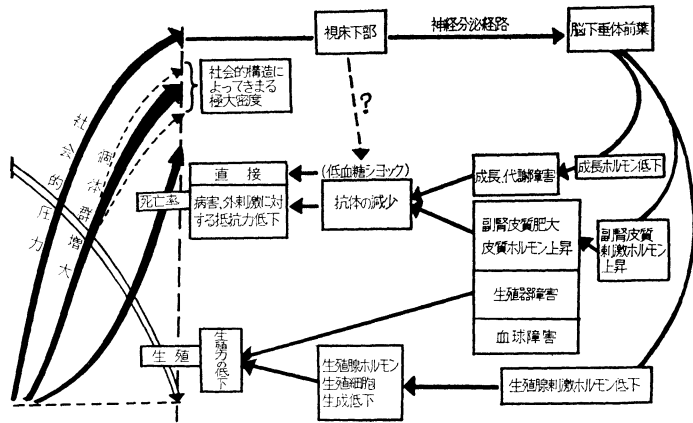 視床下部
神経分泌経路
脳下垂体前葉
社会的構造に
よってきまる
極大密度
?
社会的圧力
個体群増大
(低血糖ショック)
直接
死亡率
病害、外刺激に対
する抵抗力低下
抗体の減少
成長、代謝障害
成長ホルモン低下
副腎皮質肥大
皮質ホルモン上昇
副腎皮質
刺激ホルモン
上昇
生殖器障害
血球障害
生殖
生殖力の低下
生殖腺ホルモン
生殖細胞
生成低下
生殖腺刺激ホルモン低下